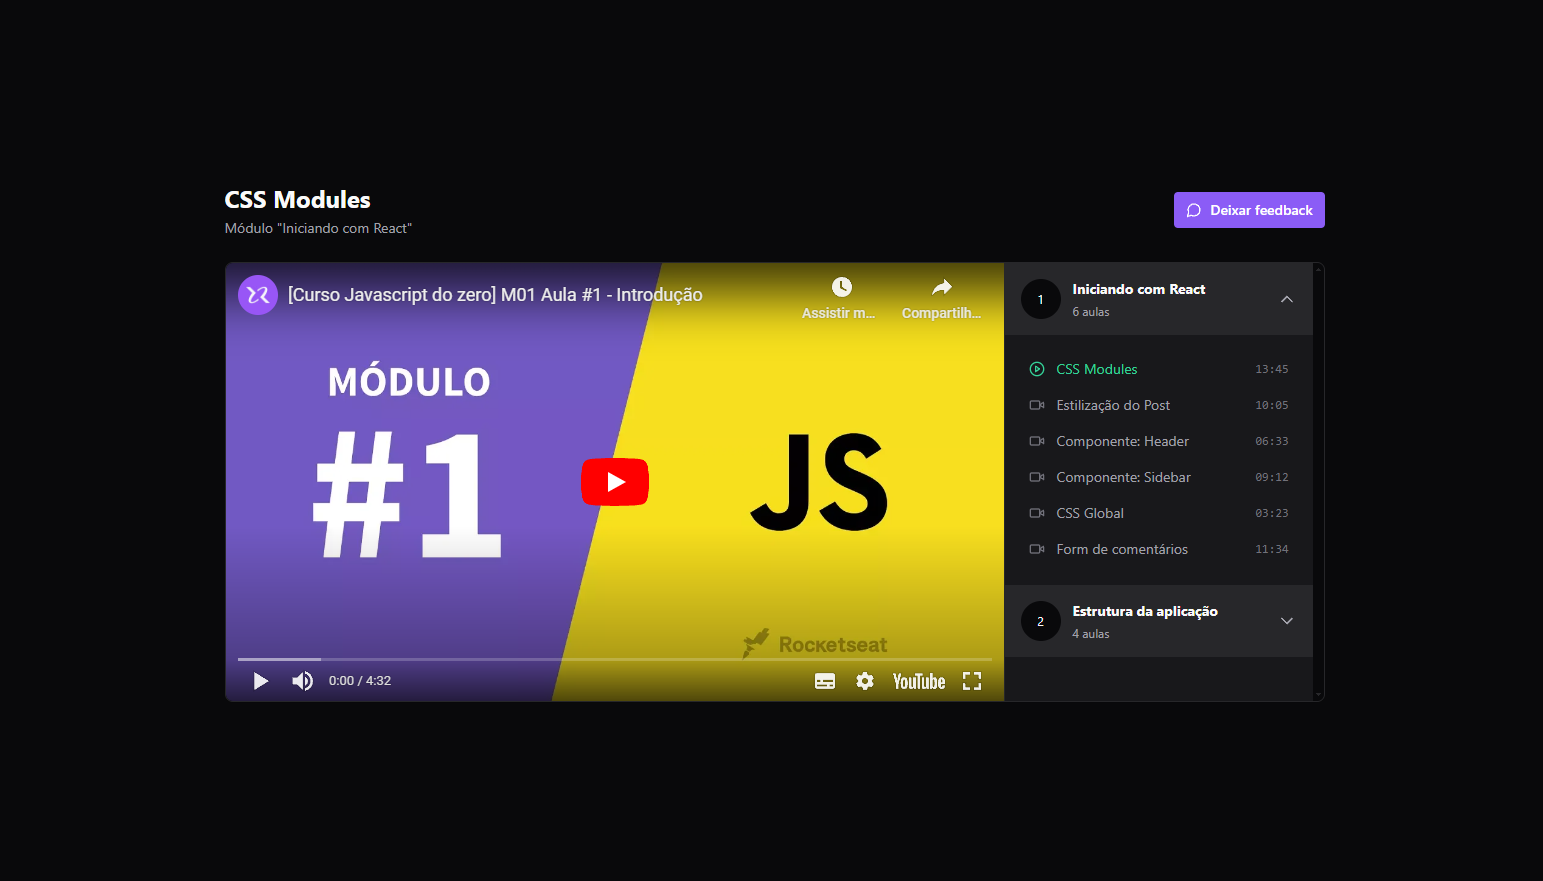 CSS Modules
Módulo "Iniciando com React"
Deixar feedback
[Curso Javascript do zero] M01 Aula #1 - Introdução
Assistir m...
Compartilh...
MÓDULO
#1
JS
Rocketseat
0:00 / 4:32
YouTube
1
Iniciando com React
6 aulas
CSS Modules 13:45
Estilização do Post 10:05
Componente: Header 06:33
Componente: Sidebar 09:12
CSS Global 03:23
Form de comentários 11:34
2
Estrutura da aplicação
4 aulas